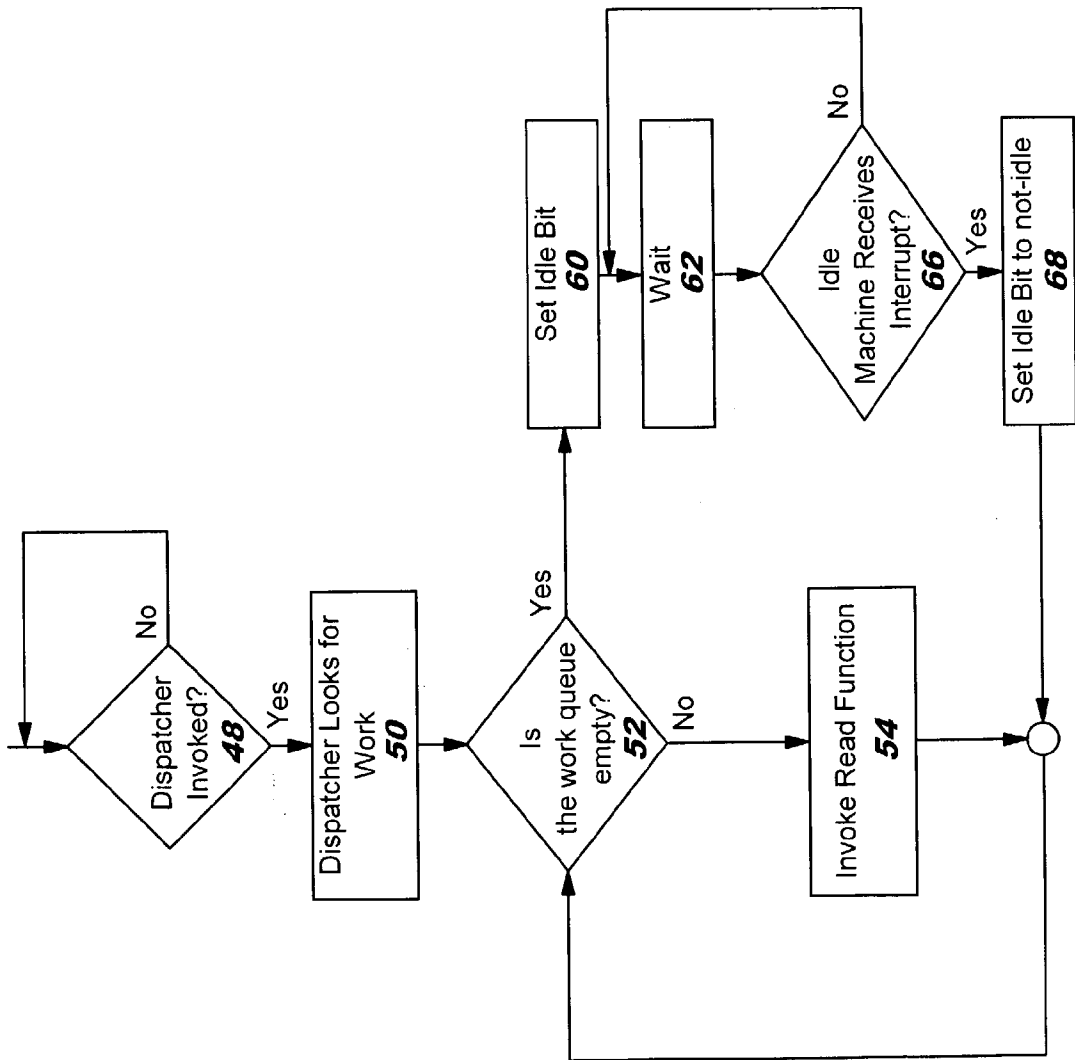 Dispatcher
Invoked?
48
No
Yes
Dispatcher Looks for
Work
50
Is
the work queue
empty?
52
Yes
No
Invoke Read Function
54
Set Idle Bit
60
Wait
62
Idle
Machine Receives
Interrupt?
66
No
Yes
Set Idle Bit to not-idle
68